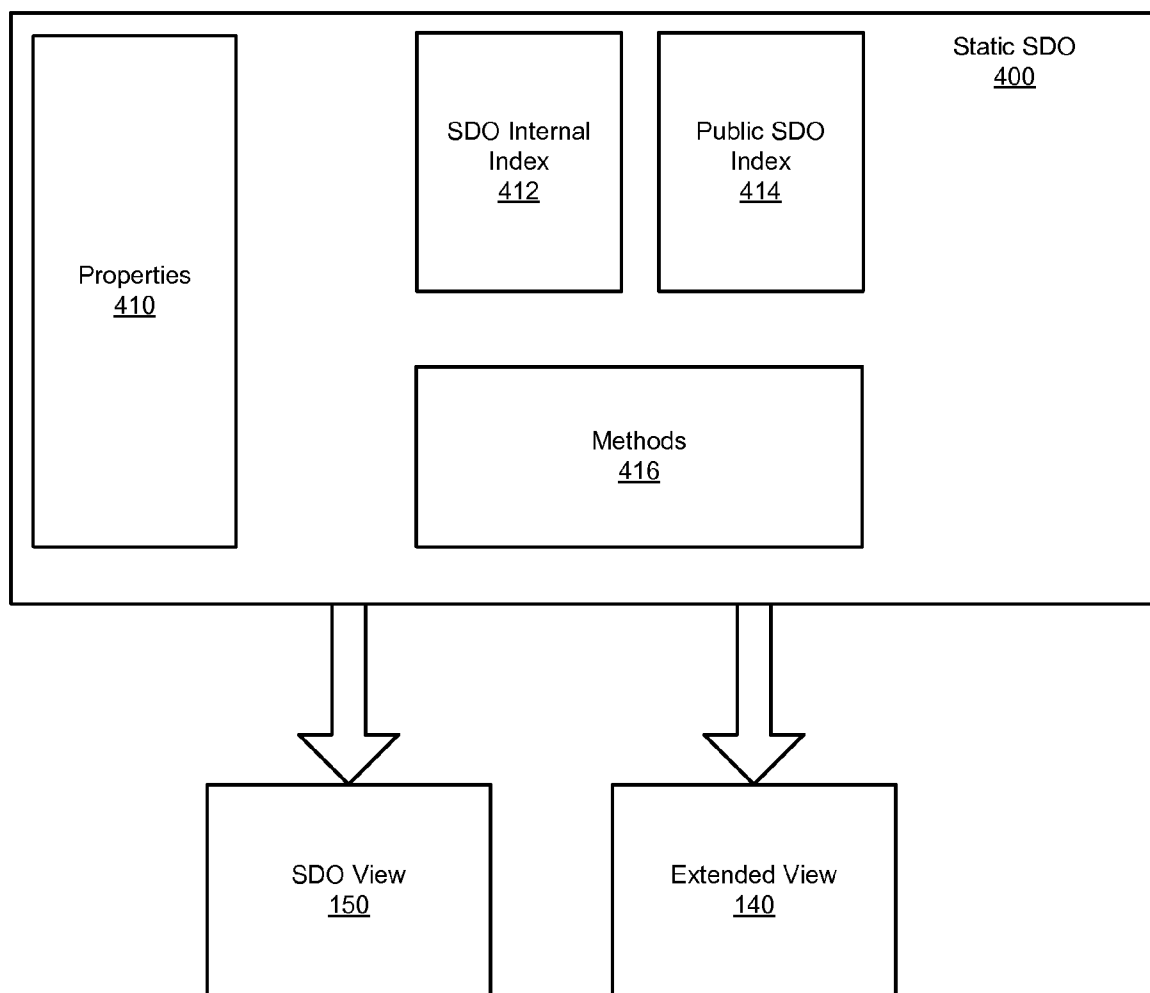 Static SDO
400
SDO Internal
Index
412
Public SDO
Index
414
Properties
410
Methods
416
SDO View
150
Extended View
140